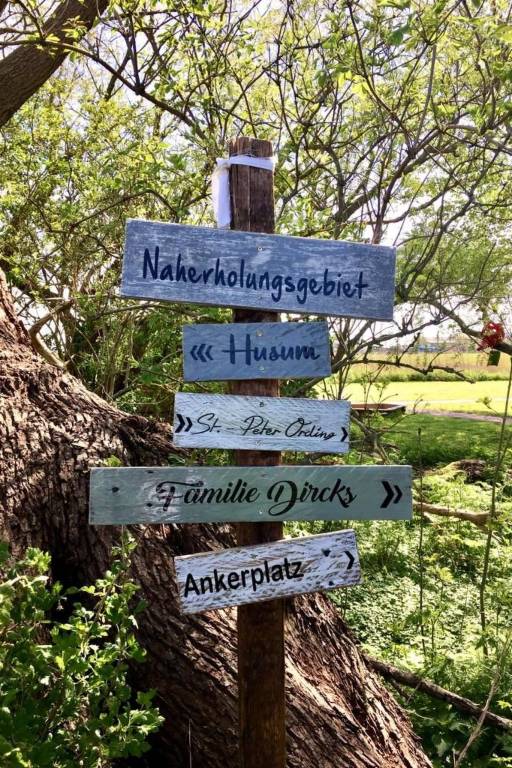 Naherholungsgebiet
‹‹‹ Husum
›› St. - Peter Ording ›
Familie Dircks ››
Ankerplatz ›